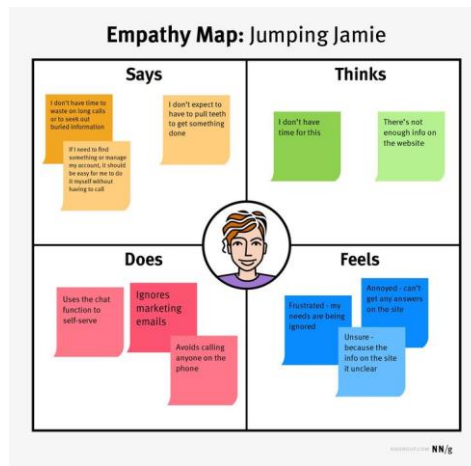 Empathy Map: Jumping Jamie
Says
I don't have time to
waste on long calls
or to seek out
buried information
If I need to find
something or manage
my account, it should
be easy for me to do
it myself without
having to call
I don't expect to
have to pull teeth
to get something
done
Thinks
I don't have
time for this
There's not
enough info on
the website
Does
Uses the chat
function to
self-serve
Ignores
marketing
emails
Avoids calling
anyone on the
phone
Feels
Frustrated - my
needs are being
ignored
Annoyed - can't
get any answers
on the site
Unsure -
because the
info on the site
it unclear
NNGROUP.COM NN/g